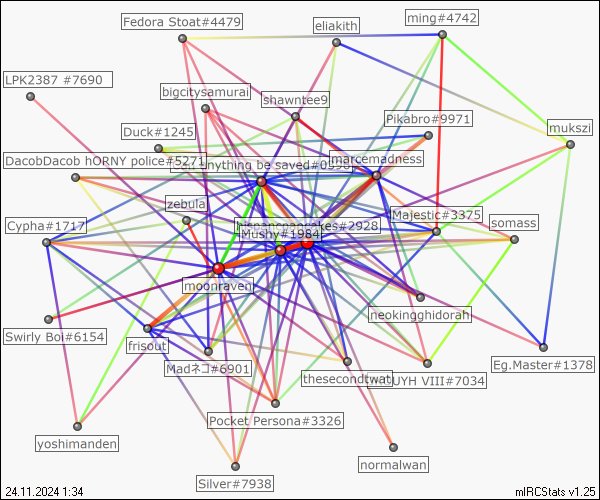 Fedora Stoat#4479
eliakith
ming#4742
LPK2387 #7690
bigcitysamurai
shawntee9
Pikabro#9971
mukszi
Duck#1245
DacobDacob hORNY police#5271
anything be saved#0
marcemadness
zebula
Majestic#3375
Cypha#1717
hispancpancakes#2928
Mushy#1984
somass
moonraven
neokingghidorah
Swirly Boi#6154
frisout
Madネコ#6901
thesecondtwat
UYH VIII#7034
Eg.Master#1378
Pocket Persona#3326
yoshimanden
normalwan
Silver#7938
24.11.2024 1:34
mIRCStats v1.25